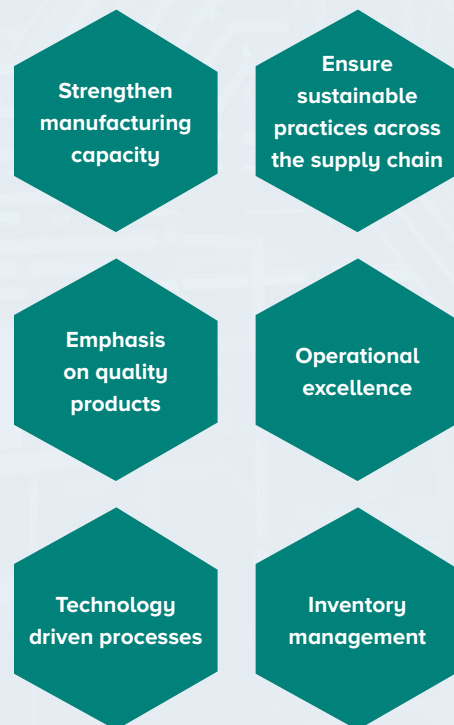 Strengthen
manufacturing
capacity
Ensure
sustainable
practices across
the supply chain
Emphasis
on quality
products
Operational
excellence
Technology
driven processes
Inventory
management